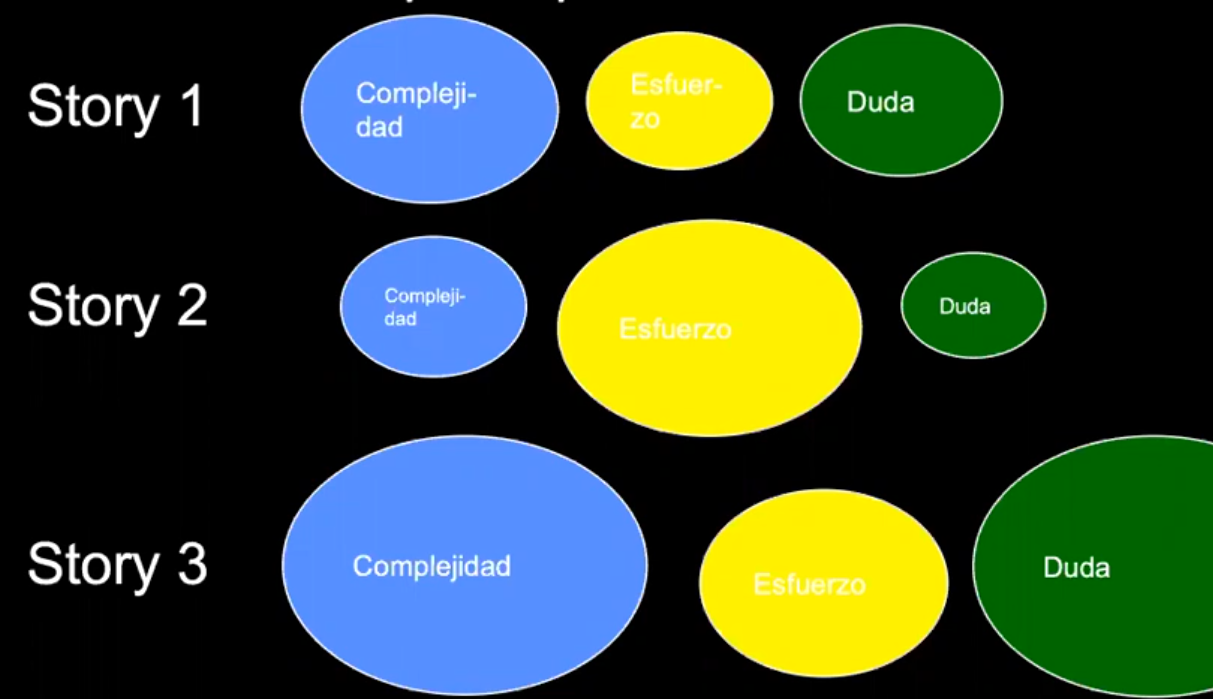 Story 1
Compleji-
dad
Esfuer-
zo
Duda
Story 2
Compleji-
dad
Esfuerzo
Duda
Story 3
Complejidad
Esfuerzo
Duda